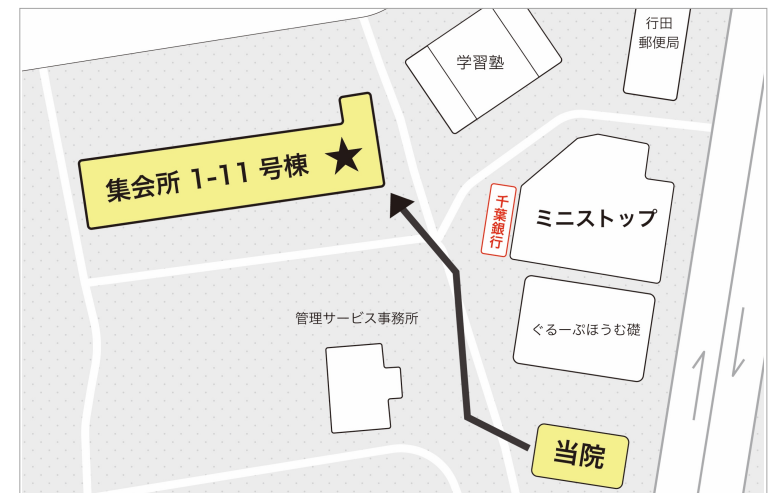 行田
郵便局
学習塾
集会所 1-11 号棟
千葉銀行
ミニストップ
管理サービス事務所
ぐるーぷほうむ礎
当院